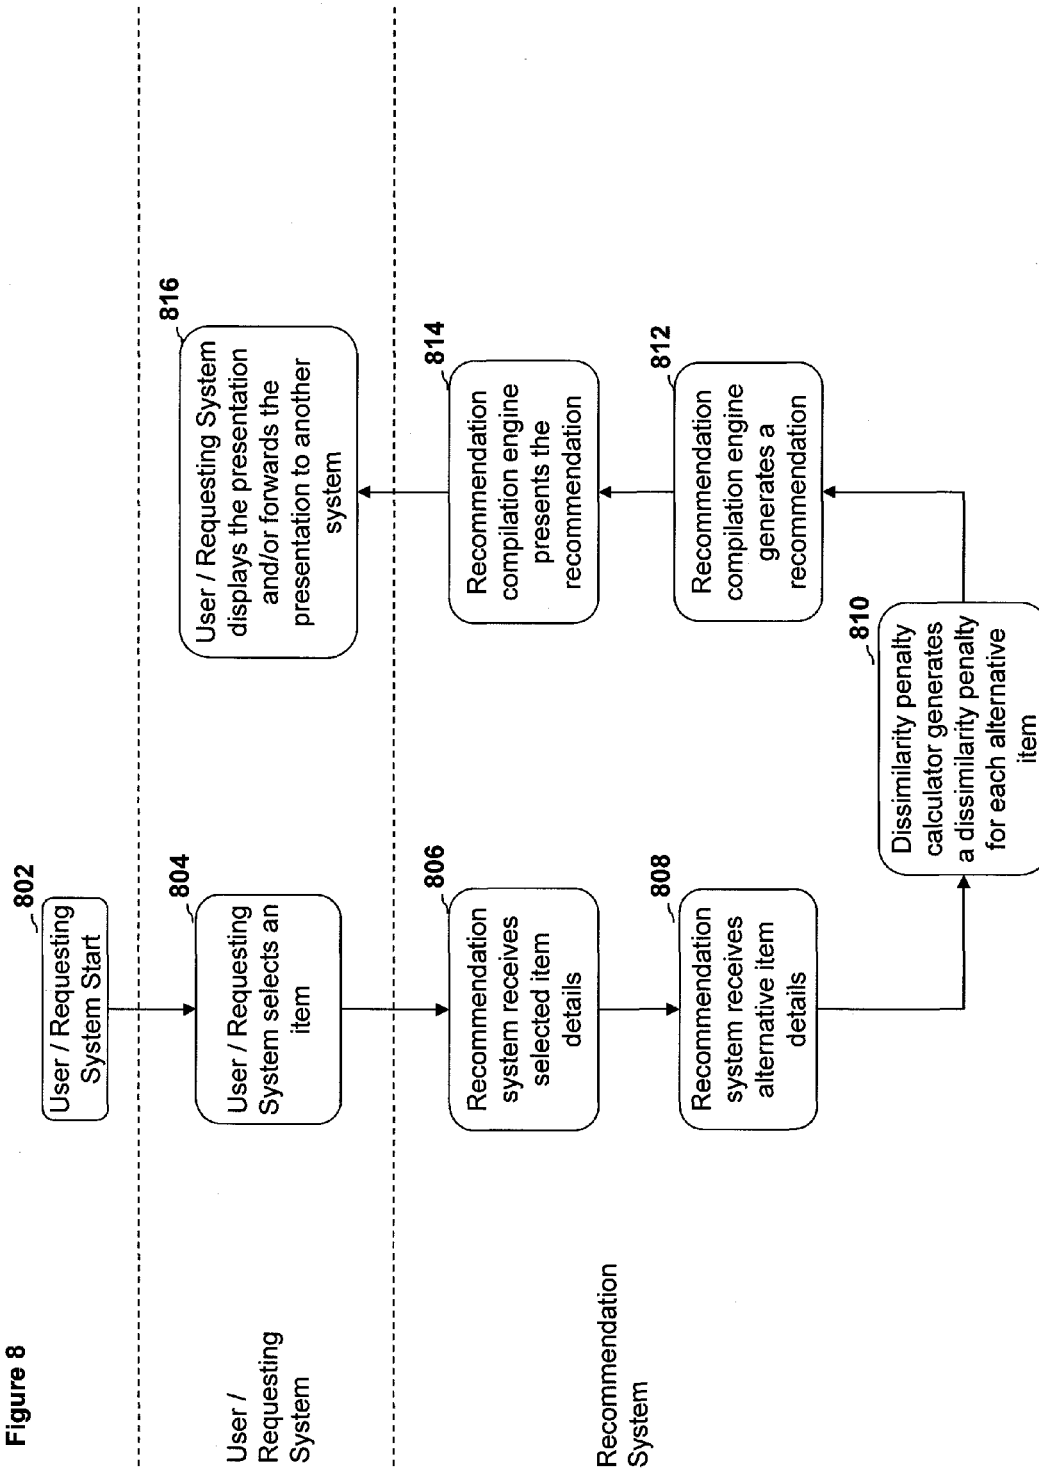 Figure 8
802
User / Requesting
System Start
User /
Requesting
System
804
User / Requesting
System selects an
item
816
User / Requesting System
displays the presentation
and/or forwards the
presentation to another
system
Recommendation
System
806
Recommendation
system receives
selected item
details
814
Recommendation
compilation engine
presents the
recommendation
808
Recommendation
system receives
alternative item
details
812
Recommendation
compilation engine
generates a
recommendation
810
Dissimilarity penalty
calculator generates
a dissimilarity penalty
for each alternative
item